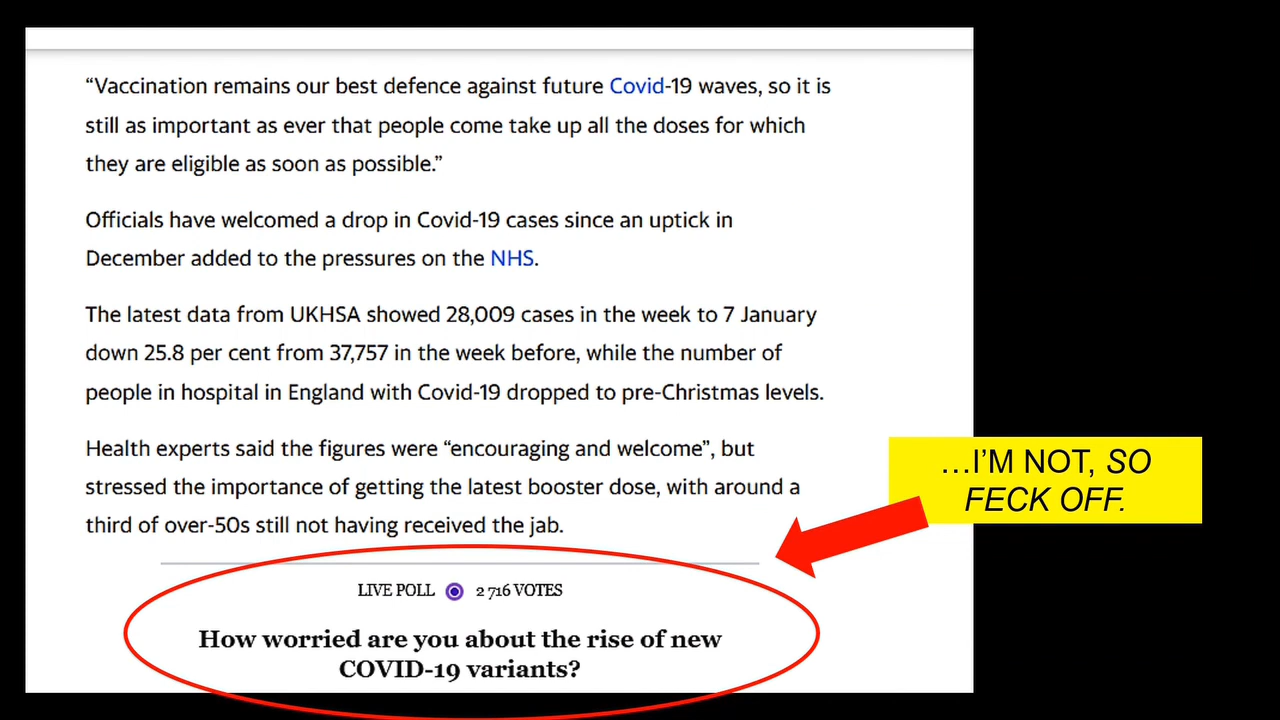 “Vaccination remains our best defence against future Covid-19 waves, so it is
still as important as ever that people come take up all the doses for which
they are eligible as soon as possible.”
Officials have welcomed a drop in Covid-19 cases since an uptick in
December added to the pressures on the NHS.
The latest data from UKHSA showed 28,009 cases in the week to 7 January
down 25.8 per cent from 37,757 in the week before, while the number of
people in hospital in England with Covid-19 dropped to pre-Christmas levels.
Health experts said the figures were “encouraging and welcome”, but
stressed the importance of getting the latest booster dose, with around a
third of over-50s still not having received the jab.
…I’M NOT, SO
FECK OFF.
LIVE POLL 2 716 VOTES
How worried are you about the rise of new
COVID-19 variants?